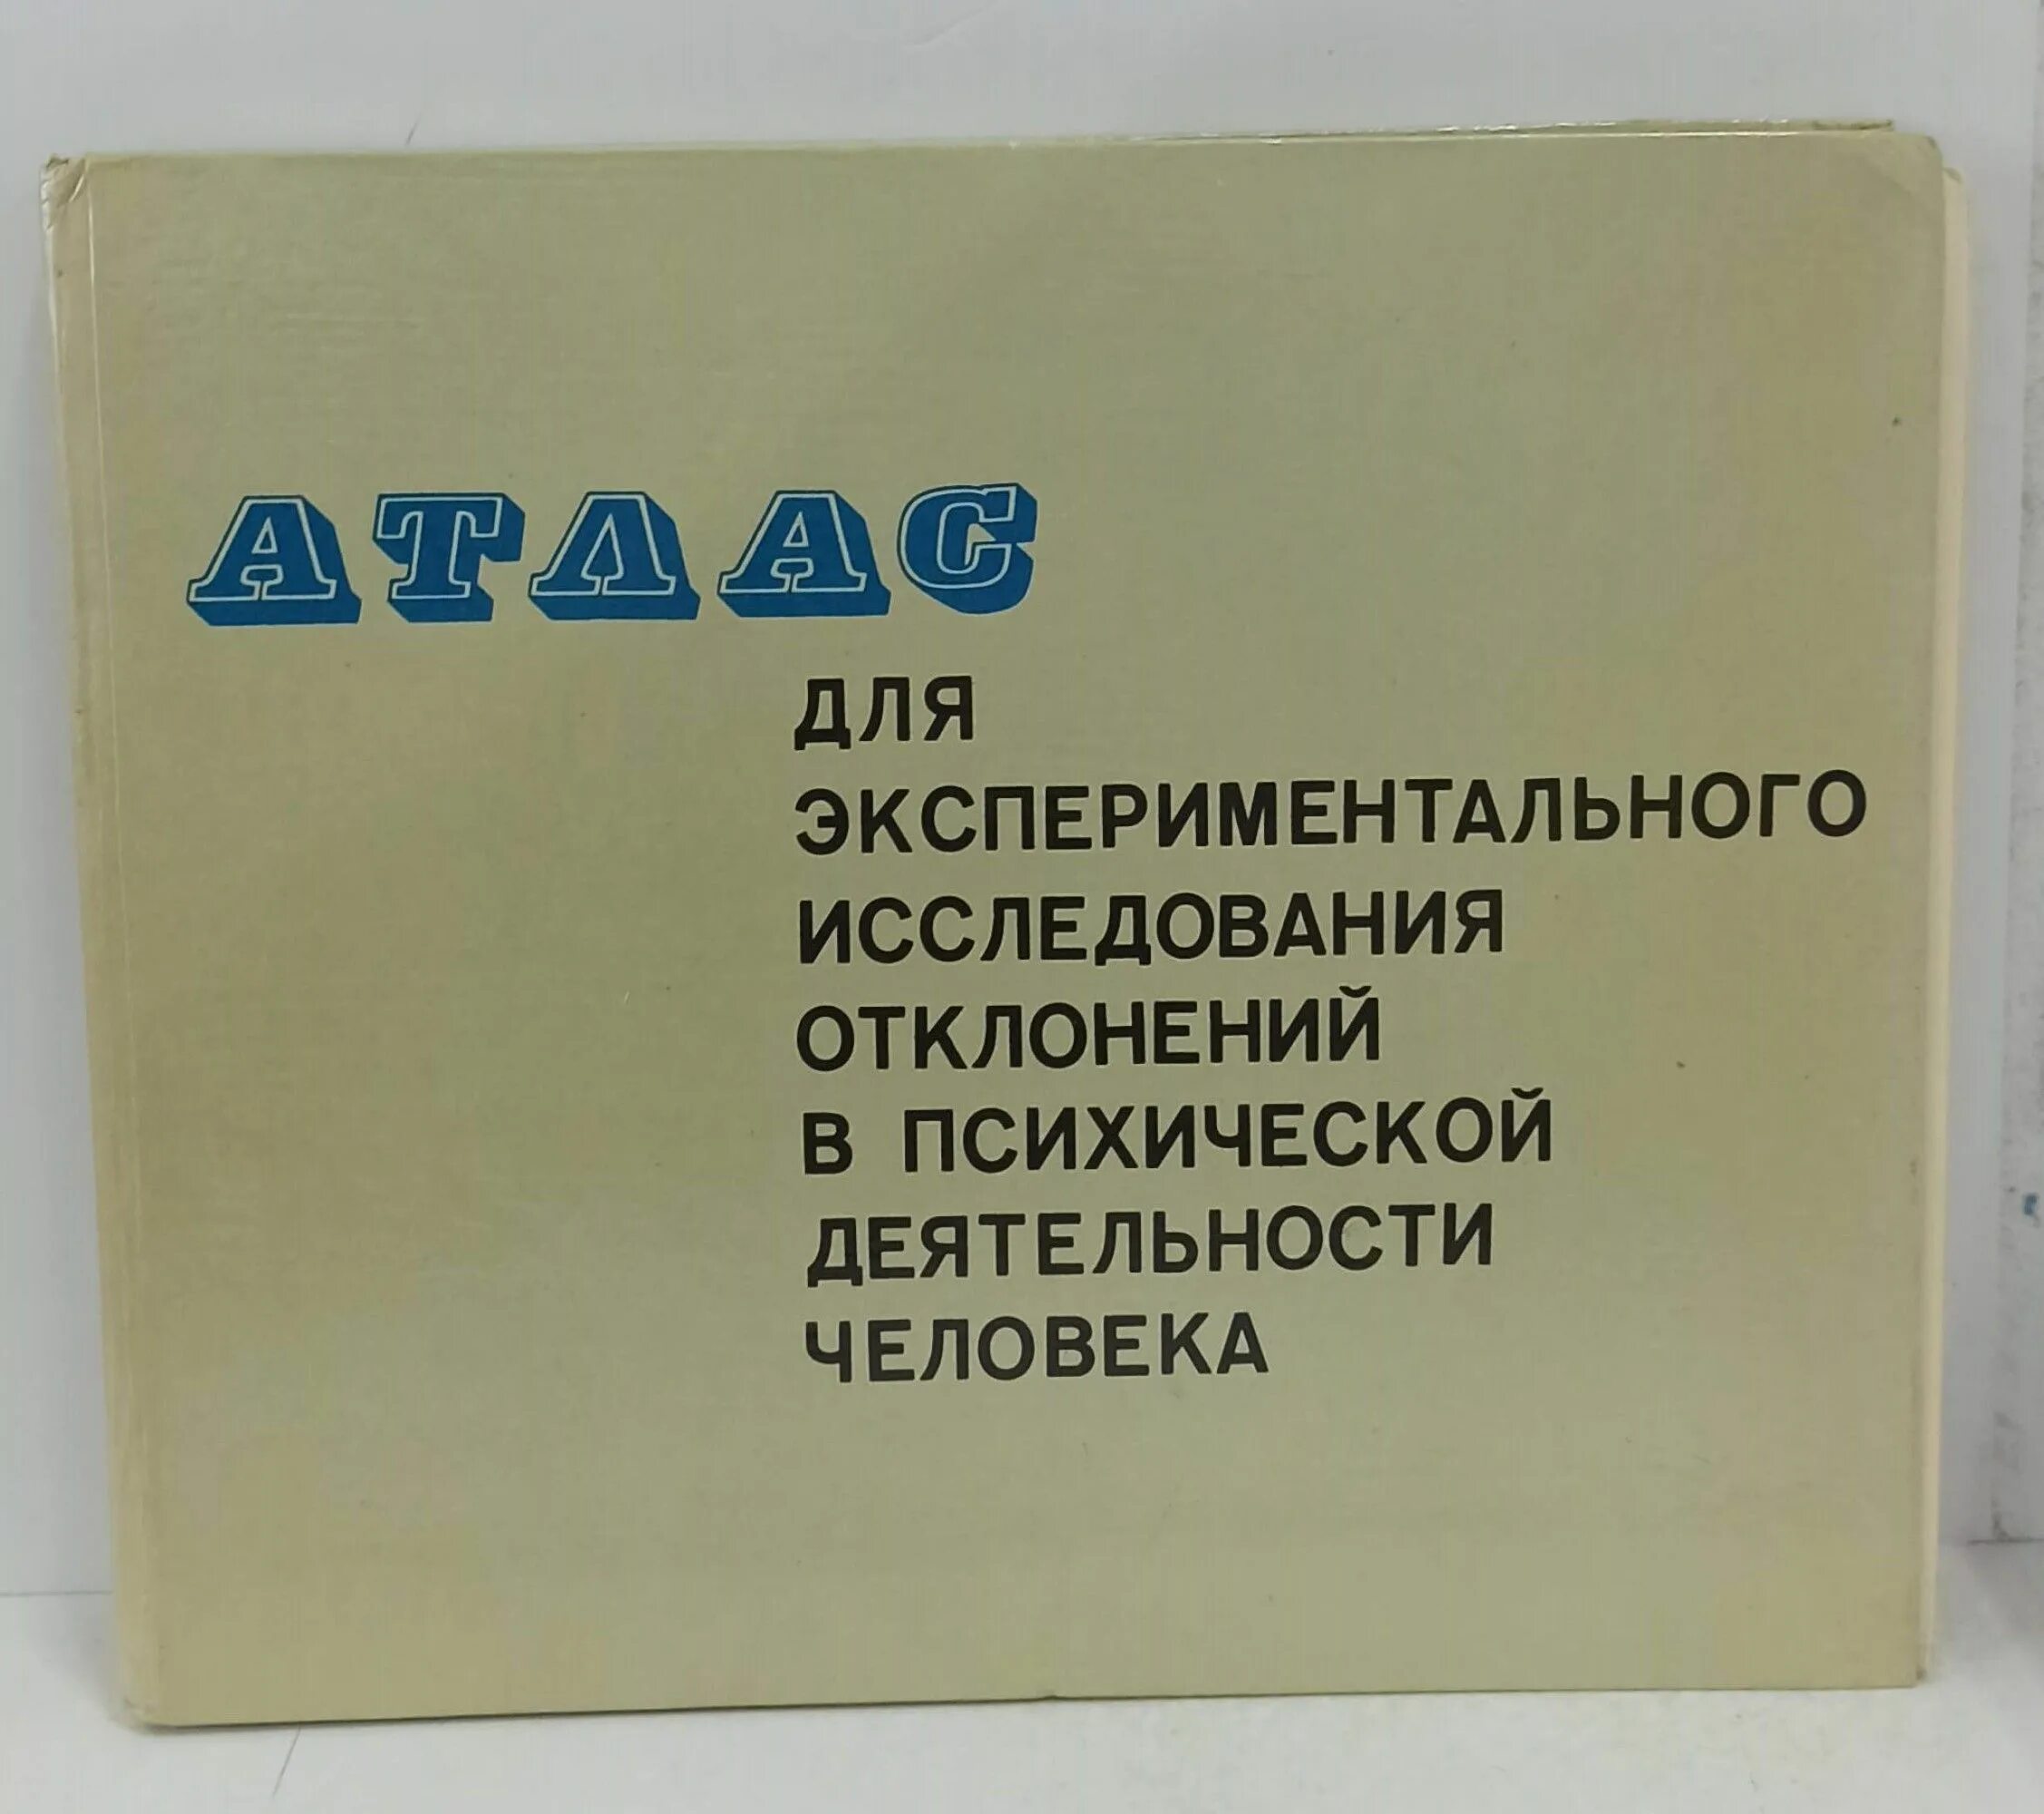 АТЛАС
ДЛЯ
ЭКСПЕРИМЕНТАЛЬНОГО
ИССЛЕДОВАНИЯ
ОТКЛОНЕНИЙ
В ПСИХИЧЕСКОЙ
ДЕЯТЕЛЬНОСТИ
ЧЕЛОВЕКА